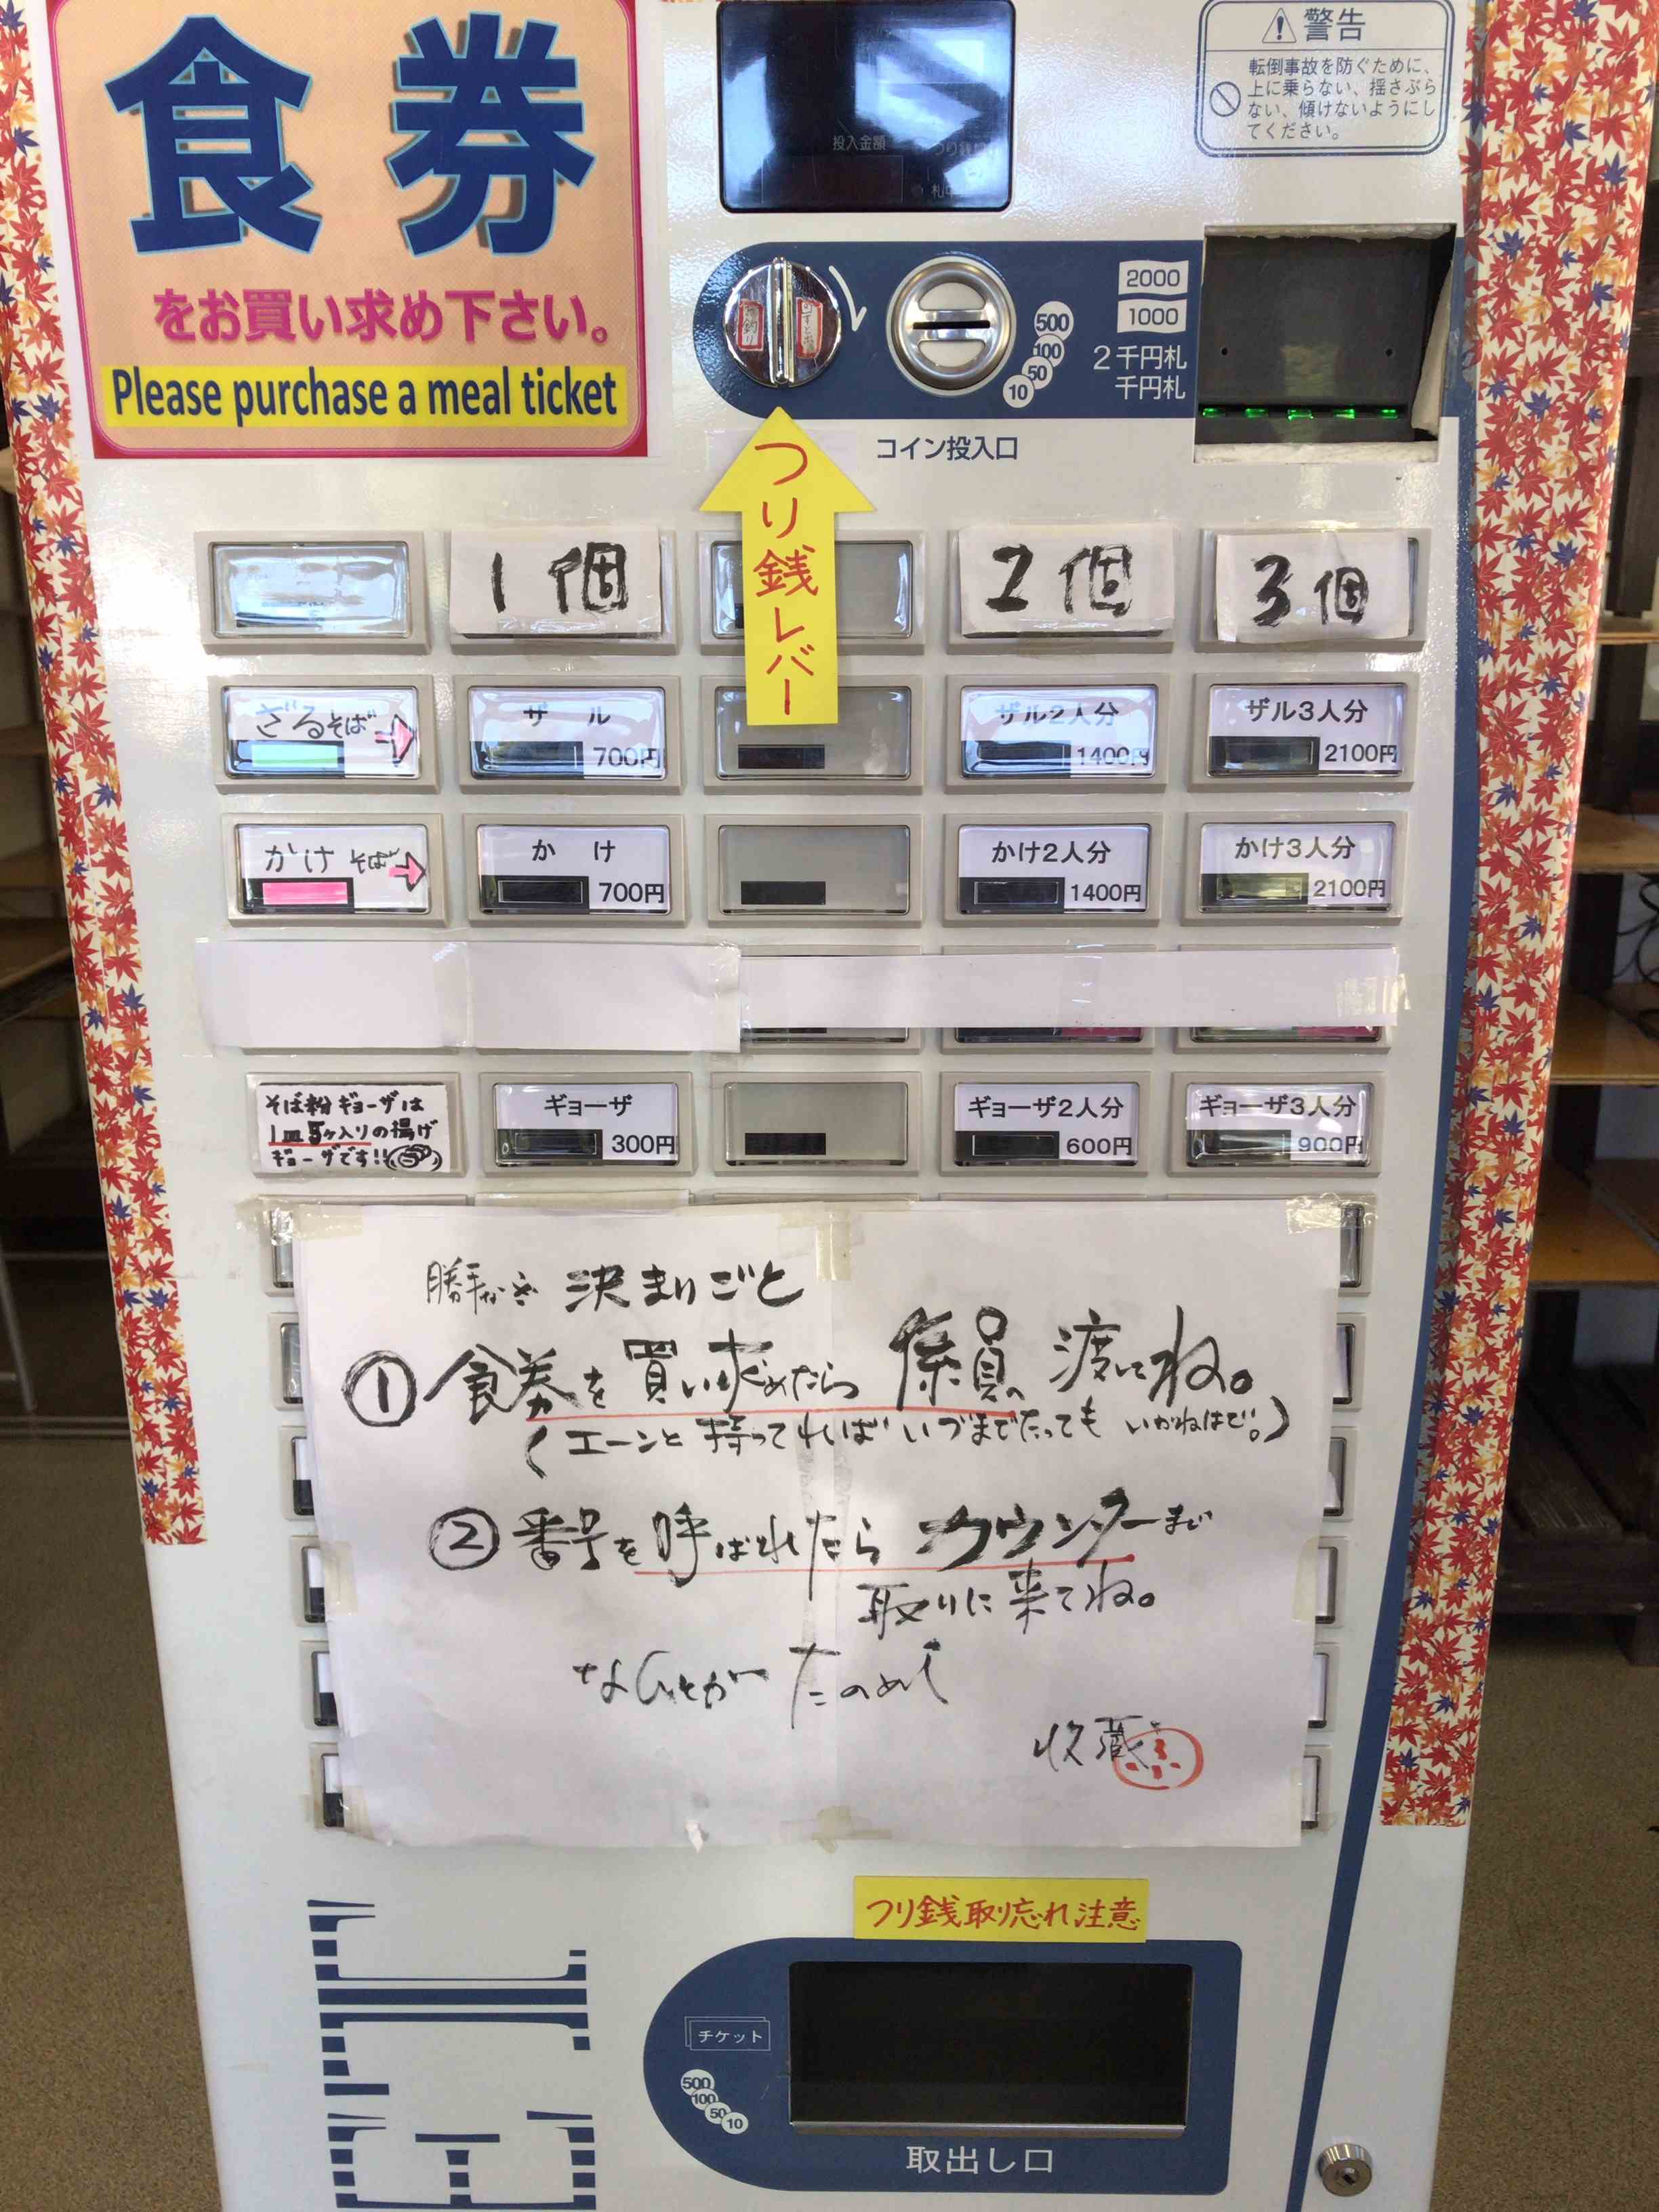 食券
をお買い求め下さい。
Please purchase a meal ticket
投入金額
警告
転倒事故を防ぐために、
上に乗らない、揺さぶら
ない、傾けないようにし
てください。
2000
1000
2千円札
千円札
500
100
50
10
コイン投入口
つり銭レバー
1個
2個
3個
ざるそば
ザル
700円
ザル2人分
1400円
ザル3人分
2100円
かけそば
かけ
700円
かけ2人分
1400円
かけ3人分
2100円
そば粉ギョーザは
1皿5ヶ入りの揚げ
ギョーザです!!
ギョーザ
300円
ギョーザ2人分
600円
ギョーザ3人分
900円
勝手なき決まりごと
①食券を買い求めたら係員へ渡してね。
(エーンと持ってればいつまでたってもいかねはで。)
②番号を呼ばれたらカウンターまで
取りに来てね。
なんもかもたのめし
収蔵
つり銭取り忘れ注意
チケット
500
100
50
10
取出し口